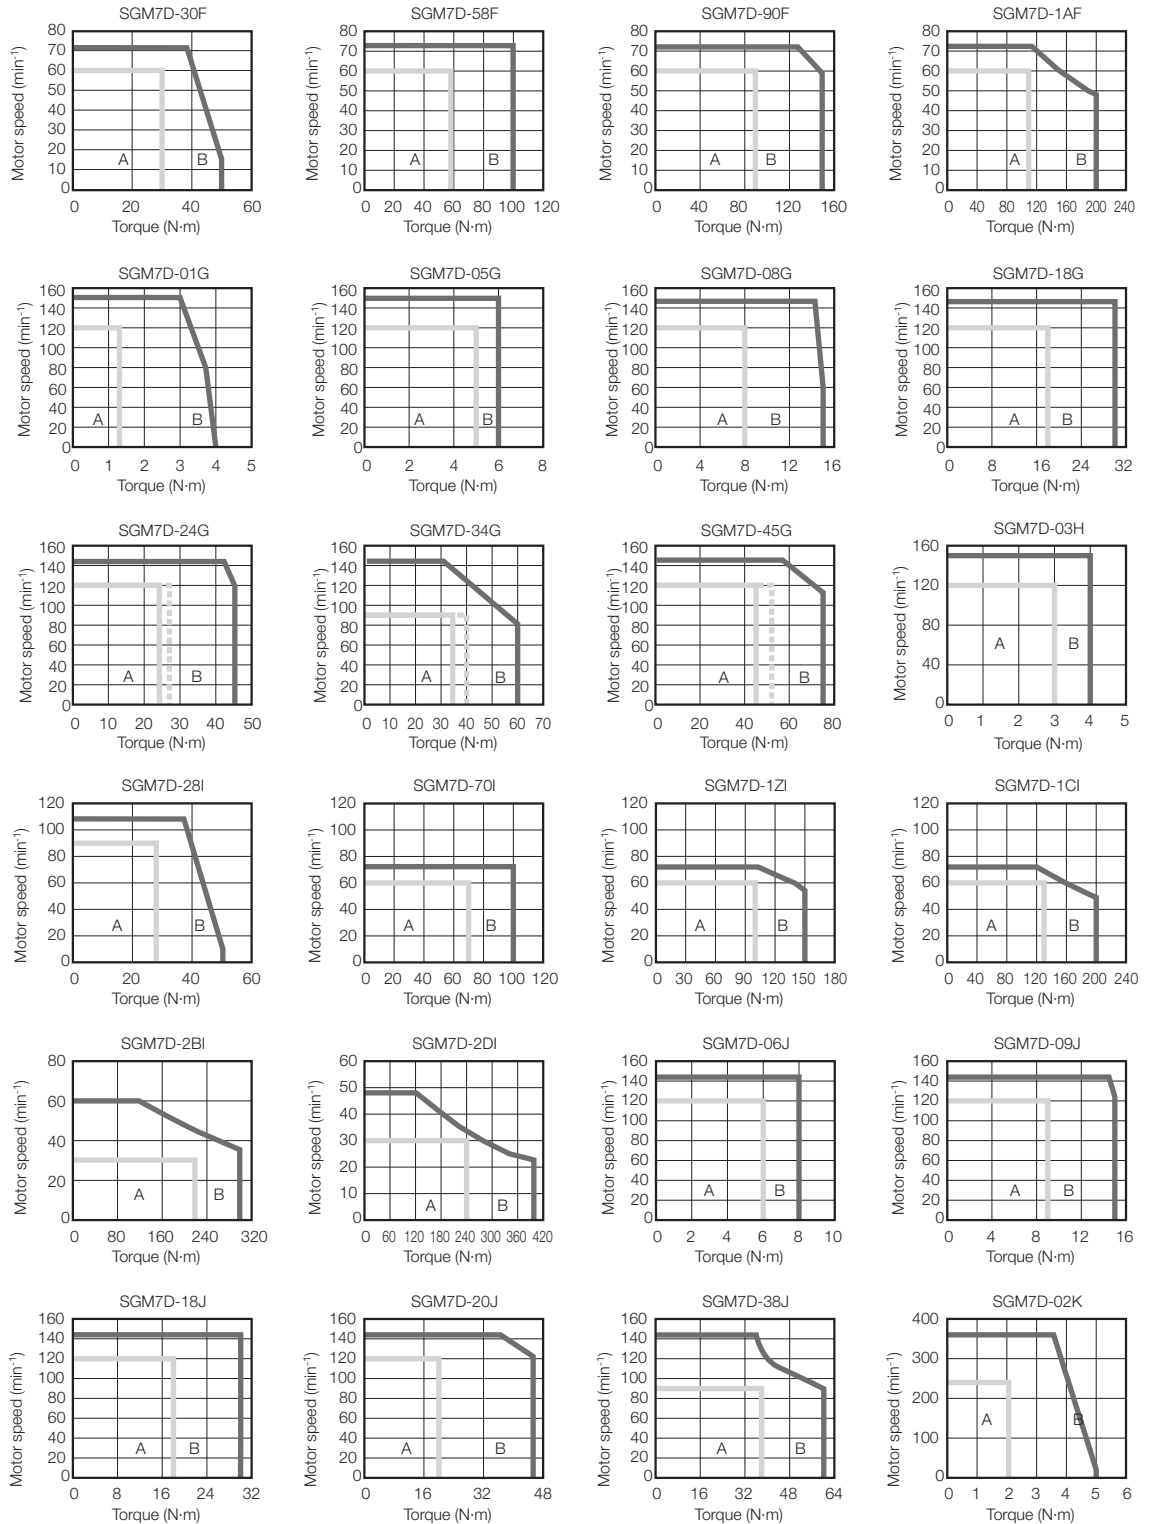 SGM7D-30F
Motor speed (min-1)
80
70
60
50
40
30
20
10
0
A B
0 20 40 60
Torque (N·m)
SGM7D-58F
Motor speed (min-1)
80
70
60
50
40
30
20
10
0
A B
0 20 40 60 80 100 120
Torque (N·m)
SGM7D-90F
Motor speed (min-1)
80
70
60
50
40
30
20
10
0
A B
0 40 80 120 160
Torque (N·m)
SGM7D-1AF
Motor speed (min-1)
80
70
60
50
40
30
20
10
0
A B
0 40 80 120 160 200 240
Torque (N·m)
SGM7D-01G
Motor speed (min-1)
160
140
120
100
80
60
40
20
0
A B
0 1 2 3 4 5
Torque (N·m)
SGM7D-05G
Motor speed (min-1)
160
140
120
100
80
60
40
20
0
A B
0 2 4 6 8
Torque (N·m)
SGM7D-08G
Motor speed (min-1)
160
140
120
100
80
60
40
20
0
A B
0 4 8 12 16
Torque (N·m)
SGM7D-18G
Motor speed (min-1)
160
140
120
100
80
60
40
20
0
A B
0 8 16 24 32
Torque (N·m)
SGM7D-24G
Motor speed (min-1)
160
140
120
100
80
60
40
20
0
A B
0 10 20 30 40 50
Torque (N·m)
SGM7D-34G
Motor speed (min-1)
160
140
120
100
80
60
40
20
0
A B
0 10 20 30 40 50 60 70
Torque (N·m)
SGM7D-45G
Motor speed (min-1)
160
140
120
100
80
60
40
20
0
A B
0 20 40 60 80
Torque (N·m)
SGM7D-03H
Motor speed (min-1)
160
120
80
40
0
A B
0 1 2 3 4 5
Torque (N·m)
SGM7D-28I
Motor speed (min-1)
120
100
80
60
40
20
0
A B
0 20 40 60
Torque (N·m)
SGM7D-70I
Motor speed (min-1)
120
100
80
60
40
20
0
A B
0 20 40 60 80 100 120
Torque (N·m)
SGM7D-1ZI
Motor speed (min-1)
120
100
80
60
40
20
0
A B
0 30 60 90 120 150 180
Torque (N·m)
SGM7D-1CI
Motor speed (min-1)
120
100
80
60
40
20
0
A B
0 40 80 120 160 200 240
Torque (N·m)
SGM7D-2BI
Motor speed (min-1)
80
60
40
20
0
A B
0 80 160 240 320
Torque (N·m)
SGM7D-2DI
Motor speed (min-1)
60
50
40
30
20
10
0
A B
0 60 120 180 240 300 360 420
Torque (N·m)
SGM7D-06J
Motor speed (min-1)
160
140
120
100
80
60
40
20
0
A B
0 2 4 6 8 10
Torque (N·m)
SGM7D-09J
Motor speed (min-1)
160
140
120
100
80
60
40
20
0
A B
0 4 8 12 16
Torque (N·m)
SGM7D-18J
Motor speed (min-1)
160
140
120
100
80
60
40
20
0
A B
0 8 16 24 32
Torque (N·m)
SGM7D-20J
Motor speed (min-1)
160
140
120
100
80
60
40
20
0
A B
0 16 32 48
Torque (N·m)
SGM7D-38J
Motor speed (min-1)
160
140
120
100
80
60
40
20
0
A B
0 16 32 48 64
Torque (N·m)
SGM7D-02K
Motor speed (min-1)
400
300
200
100
0
A B
0 1 2 3 4 5 6
Torque (N·m)